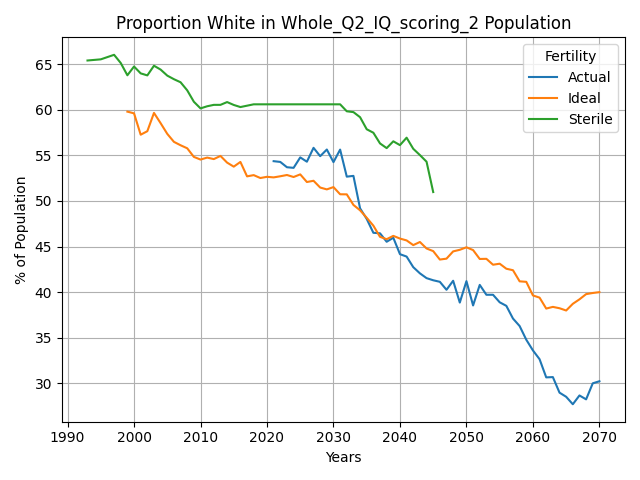 Proportion White in Whole_Q2_IQ_scoring_2 Population
% of Population
65
60
55
50
45
40
35
30
Fertility
Actual
Ideal
Sterile
1990
2000
2010
2020
2030
2040
2050
2060
2070
Years